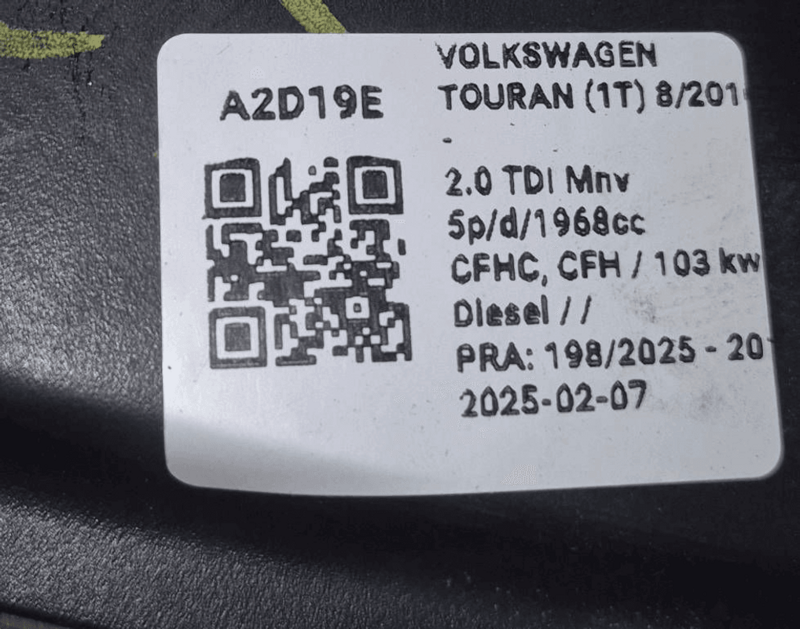 A2D19E
VOLKSWAGEN
TOURAN (1T) 8/201
-
2.0 TDI Mnv
5p/d/1968cc
CFHC, CFH / 103 kw
Diesel //
PRA: 198/2025 - 20
2025-02-07